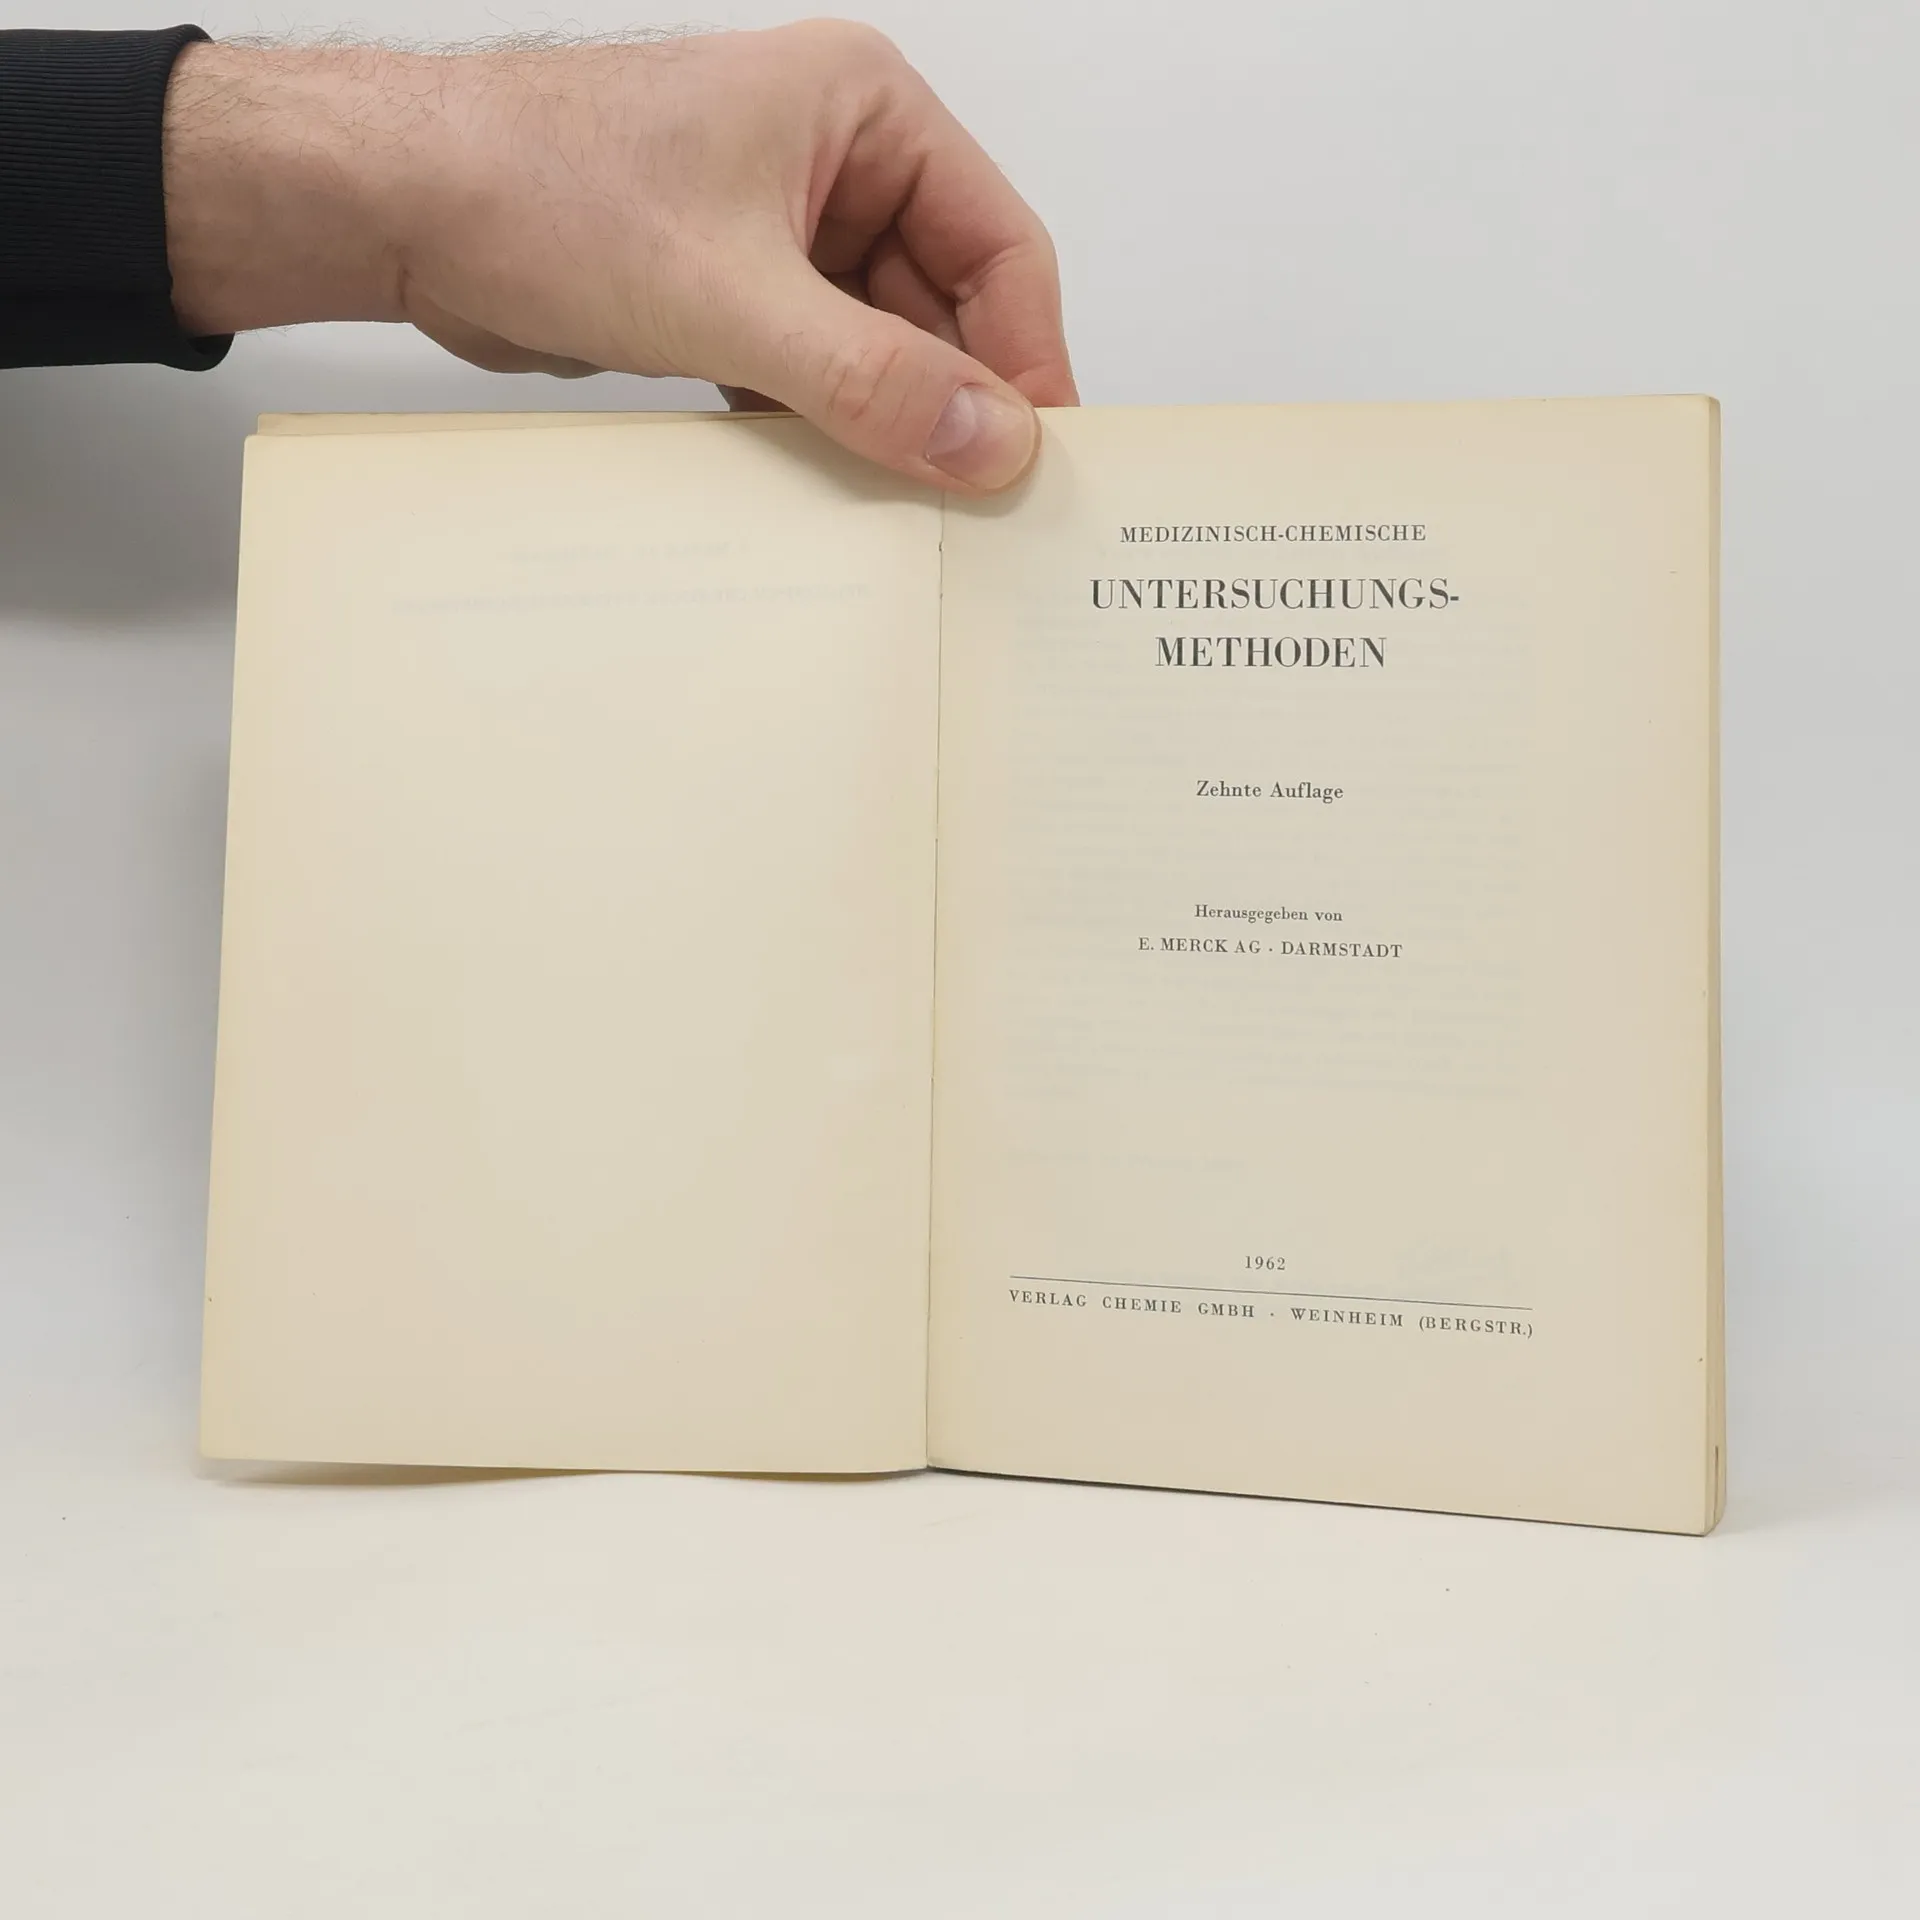 MEDIZINISCH-CHEMISCHE
UNTERSUCHUNGS-
METHODEN
Zehnte Auflage
Herausgegeben von
E. MERCK AG · DARMSTADT
1962
VERLAG CHEMIE GMBH · WEINHEIM (BERGSTR.)